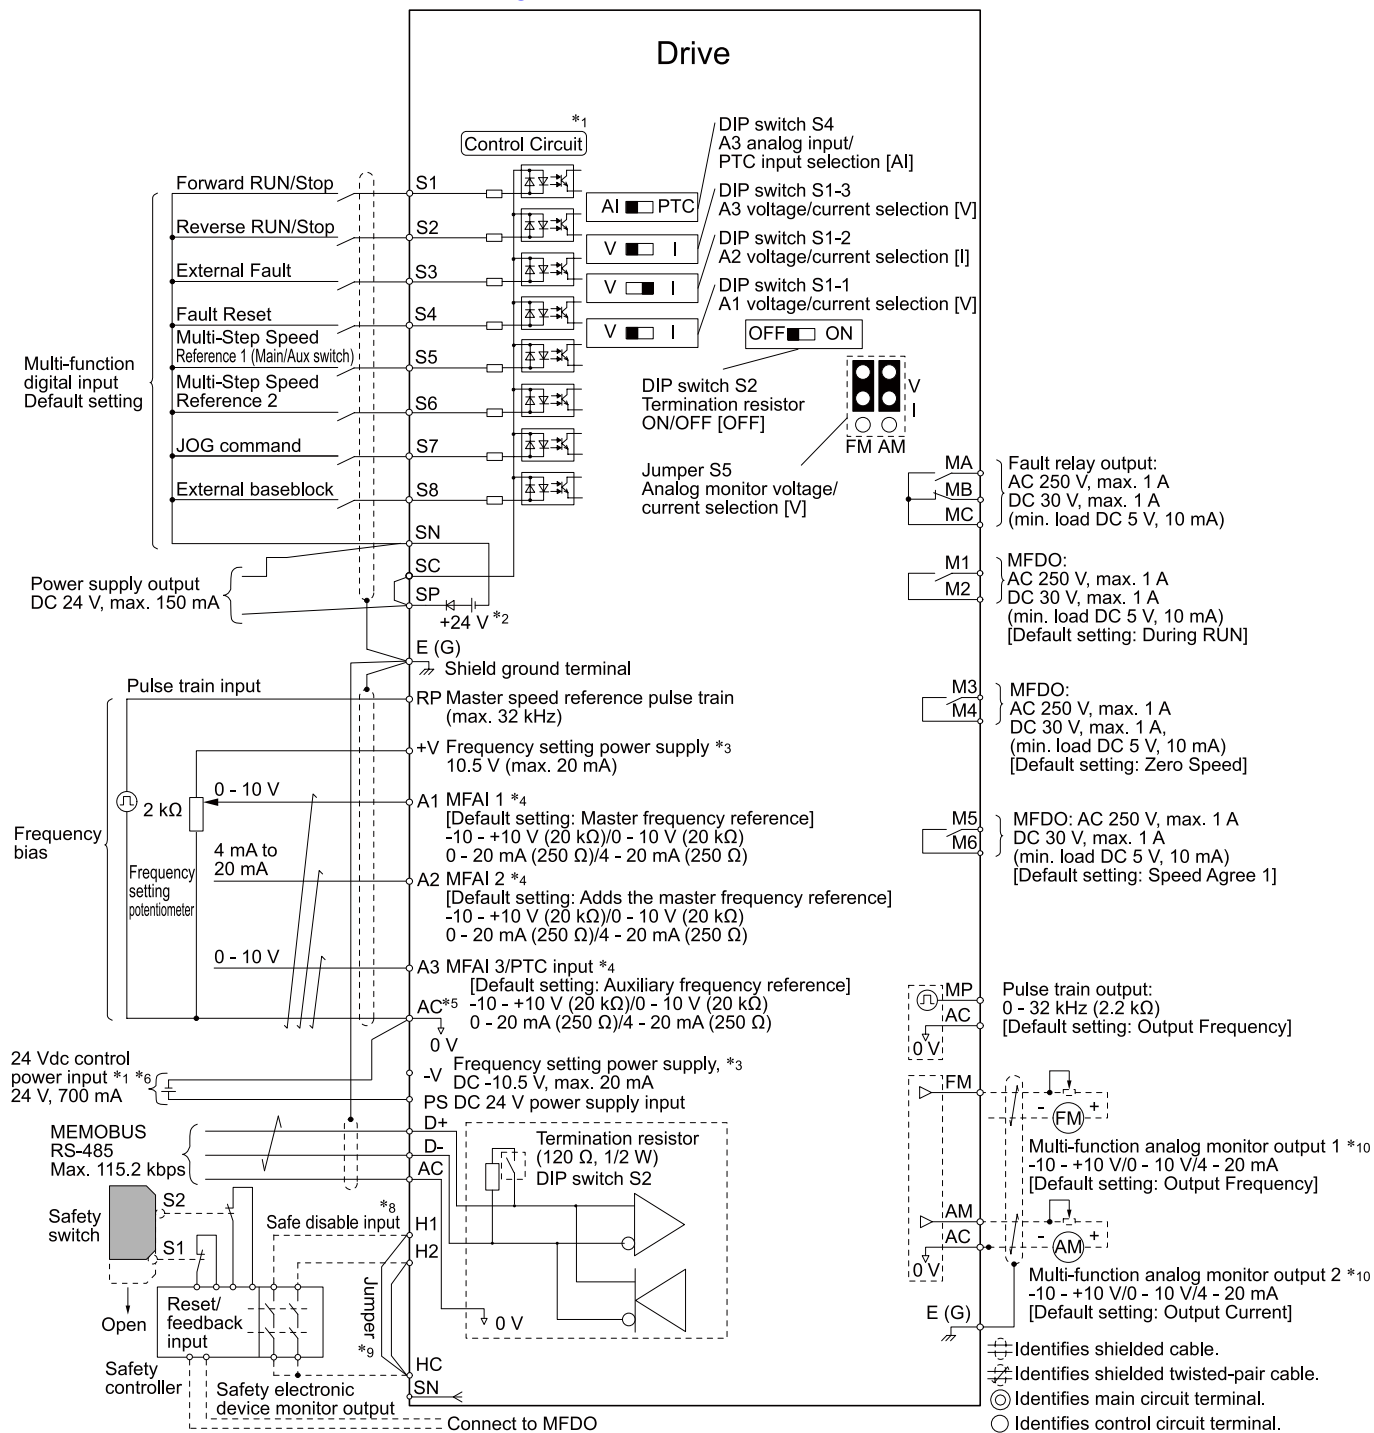 Drive
*1
Control Circuit
DIP switch S4
A3 analog input/
PTC input selection [AI]
DIP switch S1-3
A3 voltage/current selection [V]
DIP switch S1-2
A2 voltage/current selection [I]
DIP switch S1-1
A1 voltage/current selection [V]
AI PTC
V I
V I
V I
OFF ON
DIP switch S2
Termination resistor
ON/OFF [OFF]
V
I
FM AM
Jumper S5
Analog monitor voltage/
current selection [V]
Multi-function
digital input
Default setting
Forward RUN/Stop
S1
Reverse RUN/Stop
S2
External Fault
S3
Fault Reset
S4
Multi-Step Speed
Reference 1 (Main/Aux switch)
S5
Multi-Step Speed
Reference 2
S6
JOG command
S7
External baseblock
S8
SN
SC
SP
Power supply output
DC 24 V, max. 150 mA
+24 V *2
E (G)
Shield ground terminal
Pulse train input
RP Master speed reference pulse train
(max. 32 kHz)
+V Frequency setting power supply *3
10.5 V (max. 20 mA)
Frequency
bias
2 kΩ
Frequency
setting
potentiometer
0 - 10 V
A1 MFAI 1 *4
[Default setting: Master frequency reference]
-10 - +10 V (20 kΩ)/0 - 10 V (20 kΩ)
0 - 20 mA (250 Ω)/4 - 20 mA (250 Ω)
4 mA to
20 mA
A2 MFAI 2 *4
[Default setting: Adds the master frequency reference]
-10 - +10 V (20 kΩ)/0 - 10 V (20 kΩ)
0 - 20 mA (250 Ω)/4 - 20 mA (250 Ω)
0 - 10 V
A3 MFAI 3/PTC input *4
[Default setting: Auxiliary frequency reference]
-10 - +10 V (20 kΩ)/0 - 10 V (20 kΩ)
0 - 20 mA (250 Ω)/4 - 20 mA (250 Ω)
AC*5
0 V
24 Vdc control
power input *1 *6
24 V, 700 mA
-V Frequency setting power supply, *3
DC -10.5 V, max. 20 mA
PS DC 24 V power supply input
MEMOBUS
RS-485
Max. 115.2 kbps
D+
D-
AC
Termination resistor
(120 Ω, 1/2 W)
DIP switch S2
0 V
Safety
switch
S2
S1
Open
Safe disable input
*8
H1
H2
Jumper
*9
HC
SN
Reset/
feedback
input
Safety
controller
Safety electronic
device monitor output
Connect to MFDO
MA
MB
MC
Fault relay output:
AC 250 V, max. 1 A
DC 30 V, max. 1 A
(min. load DC 5 V, 10 mA)
M1
M2
MFDO:
AC 250 V, max. 1 A
DC 30 V, max. 1 A
(min. load DC 5 V, 10 mA)
[Default setting: During RUN]
M3
M4
MFDO:
AC 250 V, max. 1 A
DC 30 V, max. 1 A,
(min. load DC 5 V, 10 mA)
[Default setting: Zero Speed]
M5
M6
MFDO: AC 250 V, max. 1 A
DC 30 V, max. 1 A
(min. load DC 5 V, 10 mA)
[Default setting: Speed Agree 1]
MP
AC
0 V
Pulse train output:
0 - 32 kHz (2.2 kΩ)
[Default setting: Output Frequency]
FM
- +
FM
Multi-function analog monitor output 1 *10
-10 - +10 V/0 - 10 V/4 - 20 mA
[Default setting: Output Frequency]
AM
AC
0 V
- +
AM
Multi-function analog monitor output 2 *10
-10 - +10 V/0 - 10 V/4 - 20 mA
[Default setting: Output Current]
E (G)
Identifies shielded cable.
Identifies shielded twisted-pair cable.
Identifies main circuit terminal.
Identifies control circuit terminal.